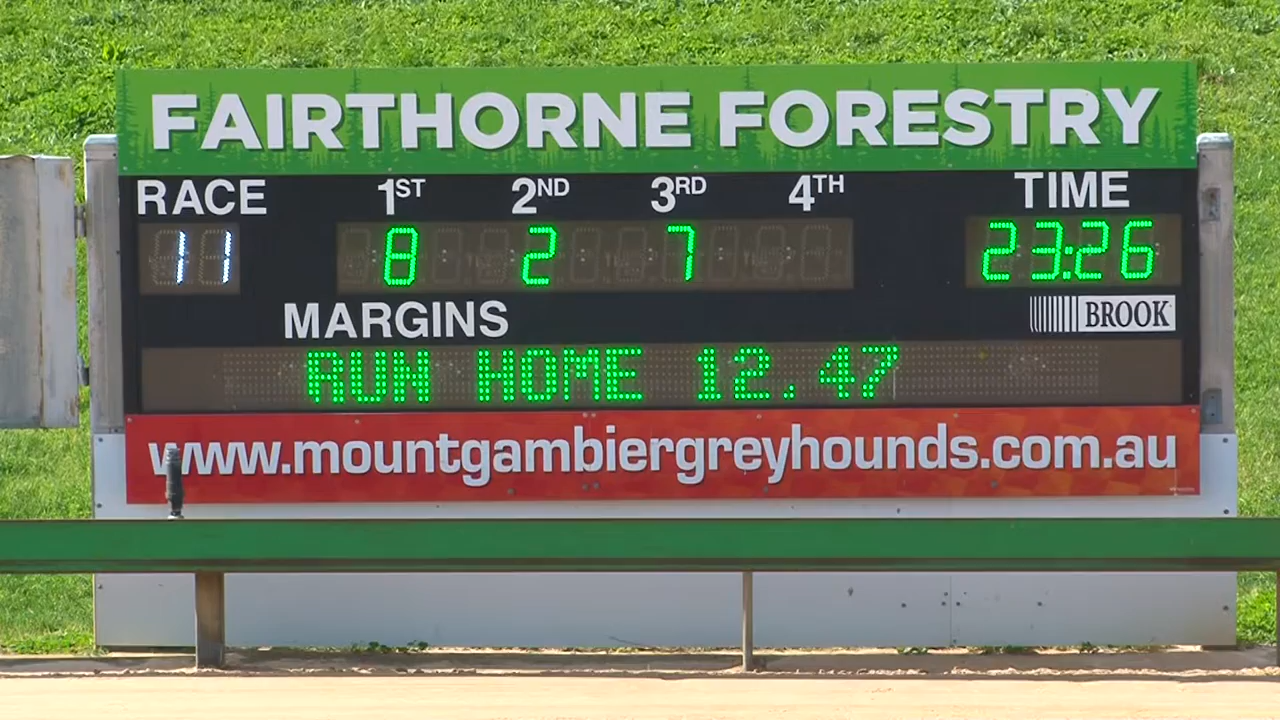 FAIRTHORNE FORESTRY
RACE 1ST 2ND 3RD 4TH TIME
11 8 2 7 23:26
MARGINS BROOK
RUN HOME 12.47
www.mountgambiergreyhounds.com.au